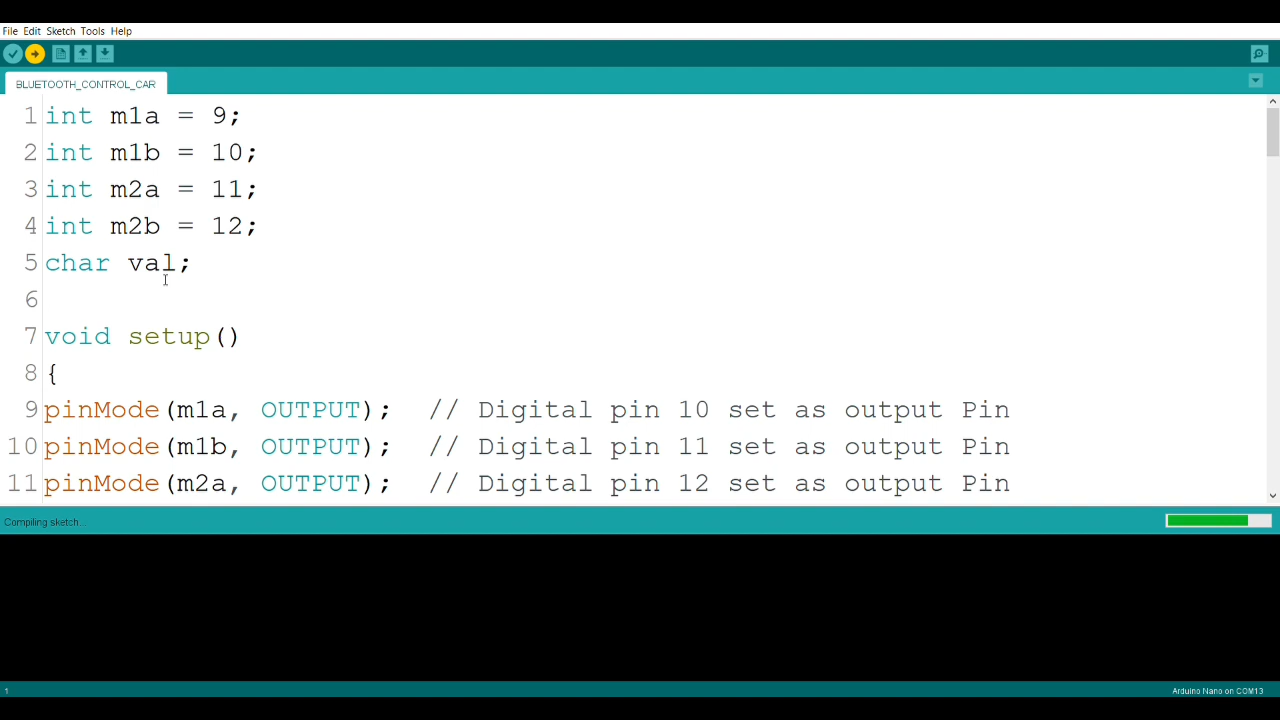 File Edit Sketch Tools Help
BLUETOOTH_CONTROL_CAR
1 int m1a = 9;
2 int m1b = 10;
3 int m2a = 11;
4 int m2b = 12;
5 char val;
6
7 void setup()
8 {
9 pinMode(m1a, OUTPUT);  // Digital pin 10 set as output Pin
10 pinMode(m1b, OUTPUT);  // Digital pin 11 set as output Pin
11 pinMode(m2a, OUTPUT);  // Digital pin 12 set as output Pin
Compiling sketch...
1 Arduino Nano on COM13